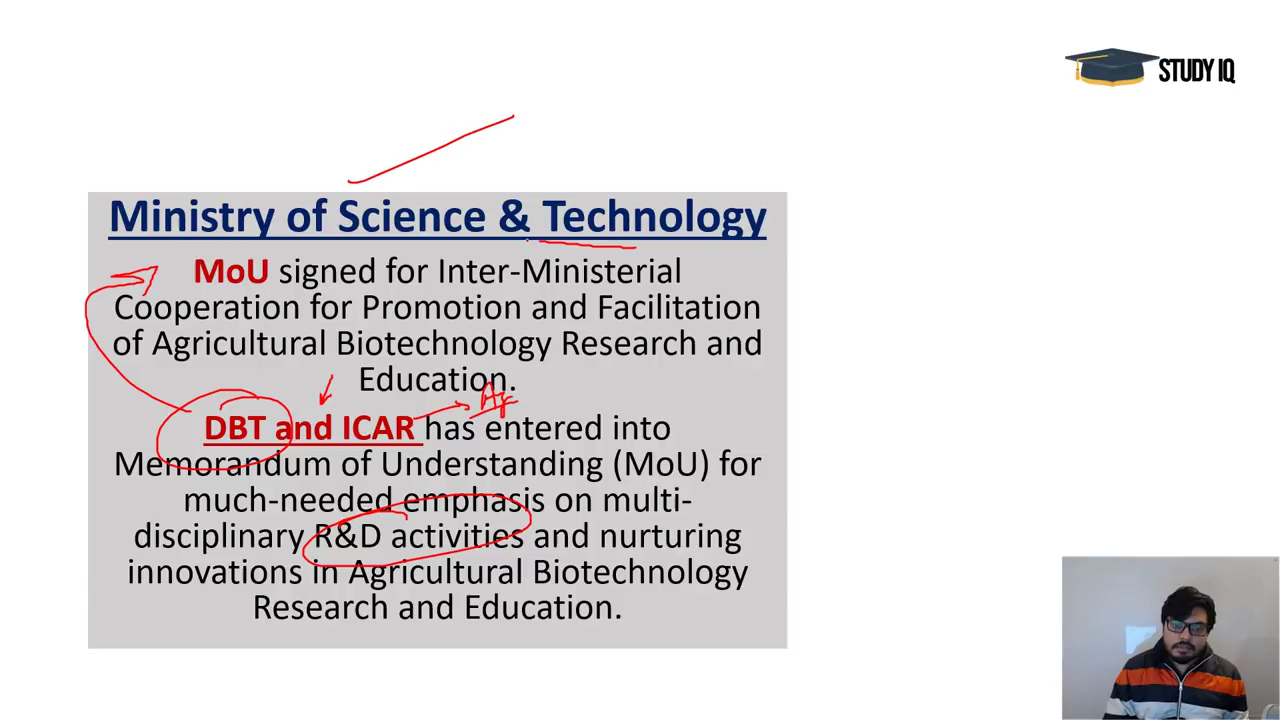 STUDY IQ
Ministry of Science & Technology
MoU signed for Inter-Ministerial
Cooperation for Promotion and Facilitation
of Agricultural Biotechnology Research and
Education.
Ag
DBT and ICAR has entered into
Memorandum of Understanding (MoU) for
much-needed emphasis on multi-
disciplinary R&D activities and nurturing
innovations in Agricultural Biotechnology
Research and Education.